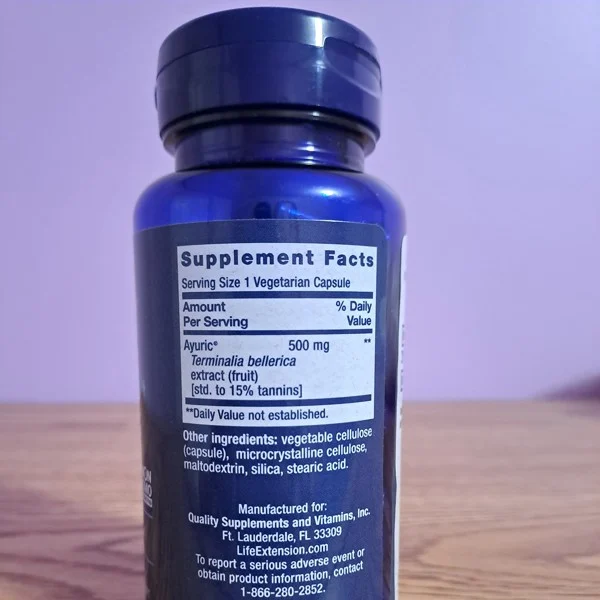 Supplement Facts
Serving Size 1 Vegetarian Capsule
Amount Per Serving % Daily Value
Ayuric® 500 mg **
Terminalia bellerica
extract (fruit)
[std. to 15% tannins]
**Daily Value not established.
Other ingredients: vegetable cellulose
(capsule), microcrystalline cellulose,
maltodextrin, silica, stearic acid.
Manufactured for:
Quality Supplements and Vitamins, Inc.
Ft. Lauderdale, FL 33309
LifeExtension.com
To report a serious adverse event or
obtain product information, contact
1-866-280-2852.